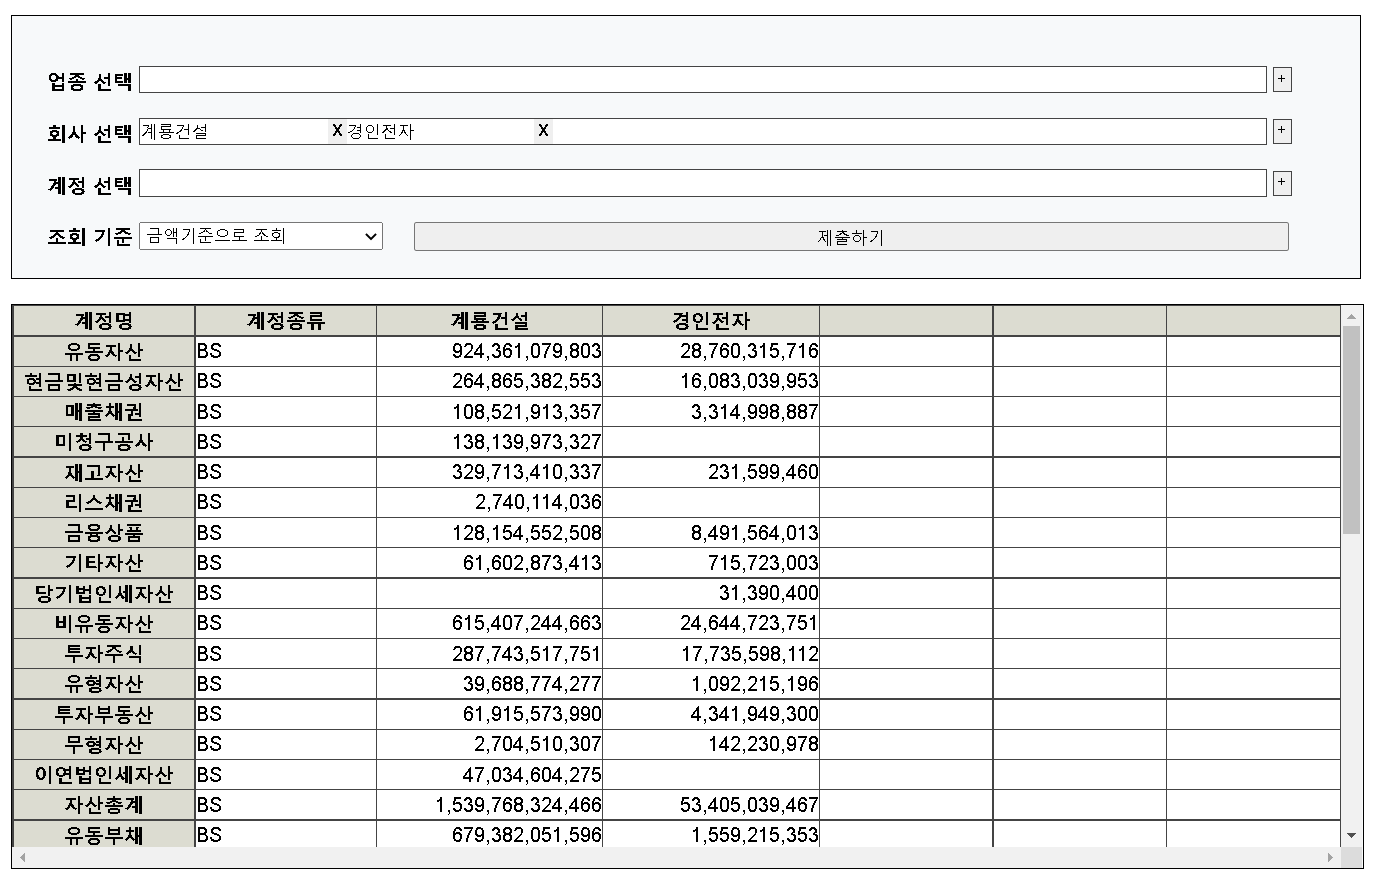 업종 선택 +
회사 선택 계룡건설 X 경인전자 X +
계정 선택 +
조회 기준 금액기준으로 조회 제출하기
계정명 계정종류 계룡건설 경인전자
유동자산 BS 924,361,079,803 28,760,315,716
현금및현금성자산 BS 264,865,382,553 16,083,039,953
매출채권 BS 108,521,913,357 3,314,998,887
미청구공사 BS 138,139,973,327
재고자산 BS 329,713,410,337 231,599,460
리스채권 BS 2,740,114,036
금융상품 BS 128,154,552,508 8,491,564,013
기타자산 BS 61,602,873,413 715,723,003
당기법인세자산 BS 31,390,400
비유동자산 BS 615,407,244,663 24,644,723,751
투자주식 BS 287,743,517,751 17,735,598,112
유형자산 BS 39,688,774,277 1,092,215,196
투자부동산 BS 61,915,573,990 4,341,949,300
무형자산 BS 2,704,510,307 142,230,978
이연법인세자산 BS 47,034,604,275
자산총계 BS 1,539,768,324,466 53,405,039,467
유동부채 BS 679,382,051,596 1,559,215,353